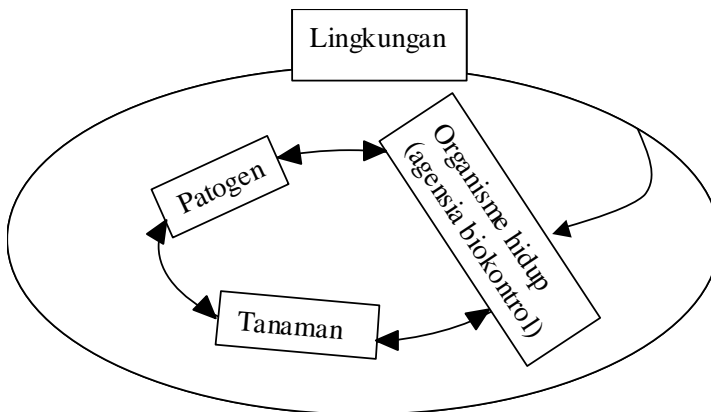 Lingkungan
Patogen
Organisme hidup
(agensia biokontrol)
Tanaman